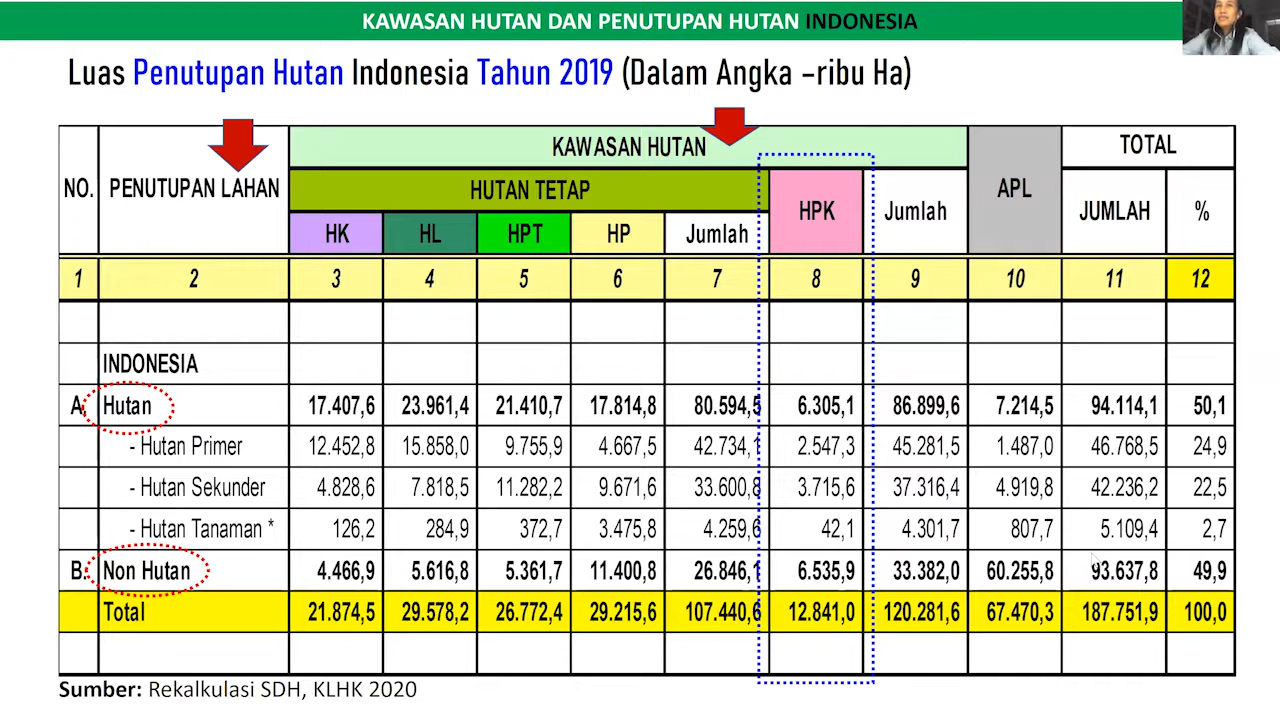 KAWASAN HUTAN DAN PENUTUPAN HUTAN INDONESIA
Luas Penutupan Hutan Indonesia Tahun 2019 (Dalam Angka –ribu Ha)
NO. PENUTUPAN LAHAN KAWASAN HUTAN APL TOTAL
HUTAN TETAP HPK Jumlah JUMLAH %
HK HL HPT HP Jumlah
1 2 3 4 5 6 7 8 9 10 11 12
INDONESIA
A. Hutan 17.407,6 23.961,4 21.410,7 17.814,8 80.594,5 6.305,1 86.899,6 7.214,5 94.114,1 50,1
- Hutan Primer 12.452,8 15.858,0 9.755,9 4.667,5 42.734,1 2.547,3 45.281,5 1.487,0 46.768,5 24,9
- Hutan Sekunder 4.828,6 7.818,5 11.282,2 9.671,6 33.600,8 3.715,6 37.316,4 4.919,8 42.236,2 22,5
- Hutan Tanaman * 126,2 284,9 372,7 3.475,8 4.259,6 42,1 4.301,7 807,7 5.109,4 2,7
B. Non Hutan 4.466,9 5.616,8 5.361,7 11.400,8 26.846,1 6.535,9 33.382,0 60.255,8 93.637,8 49,9
Total 21.874,5 29.578,2 26.772,4 29.215,6 107.440,6 12.841,0 120.281,6 67.470,3 187.751,9 100,0
Sumber: Rekalkulasi SDH, KLHK 2020